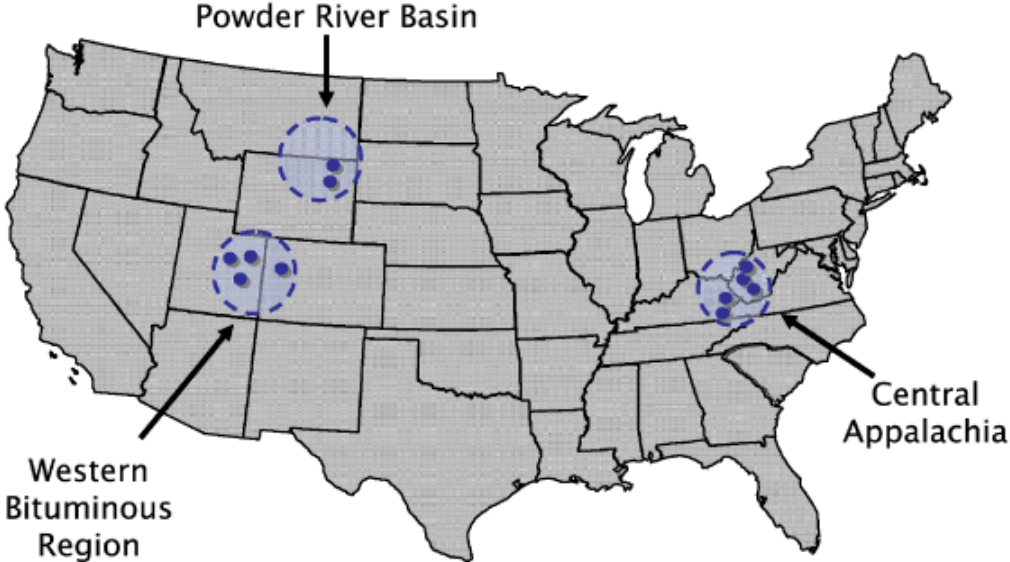 Powder River Basin
Central
Appalachia
Western
Bituminous
Region